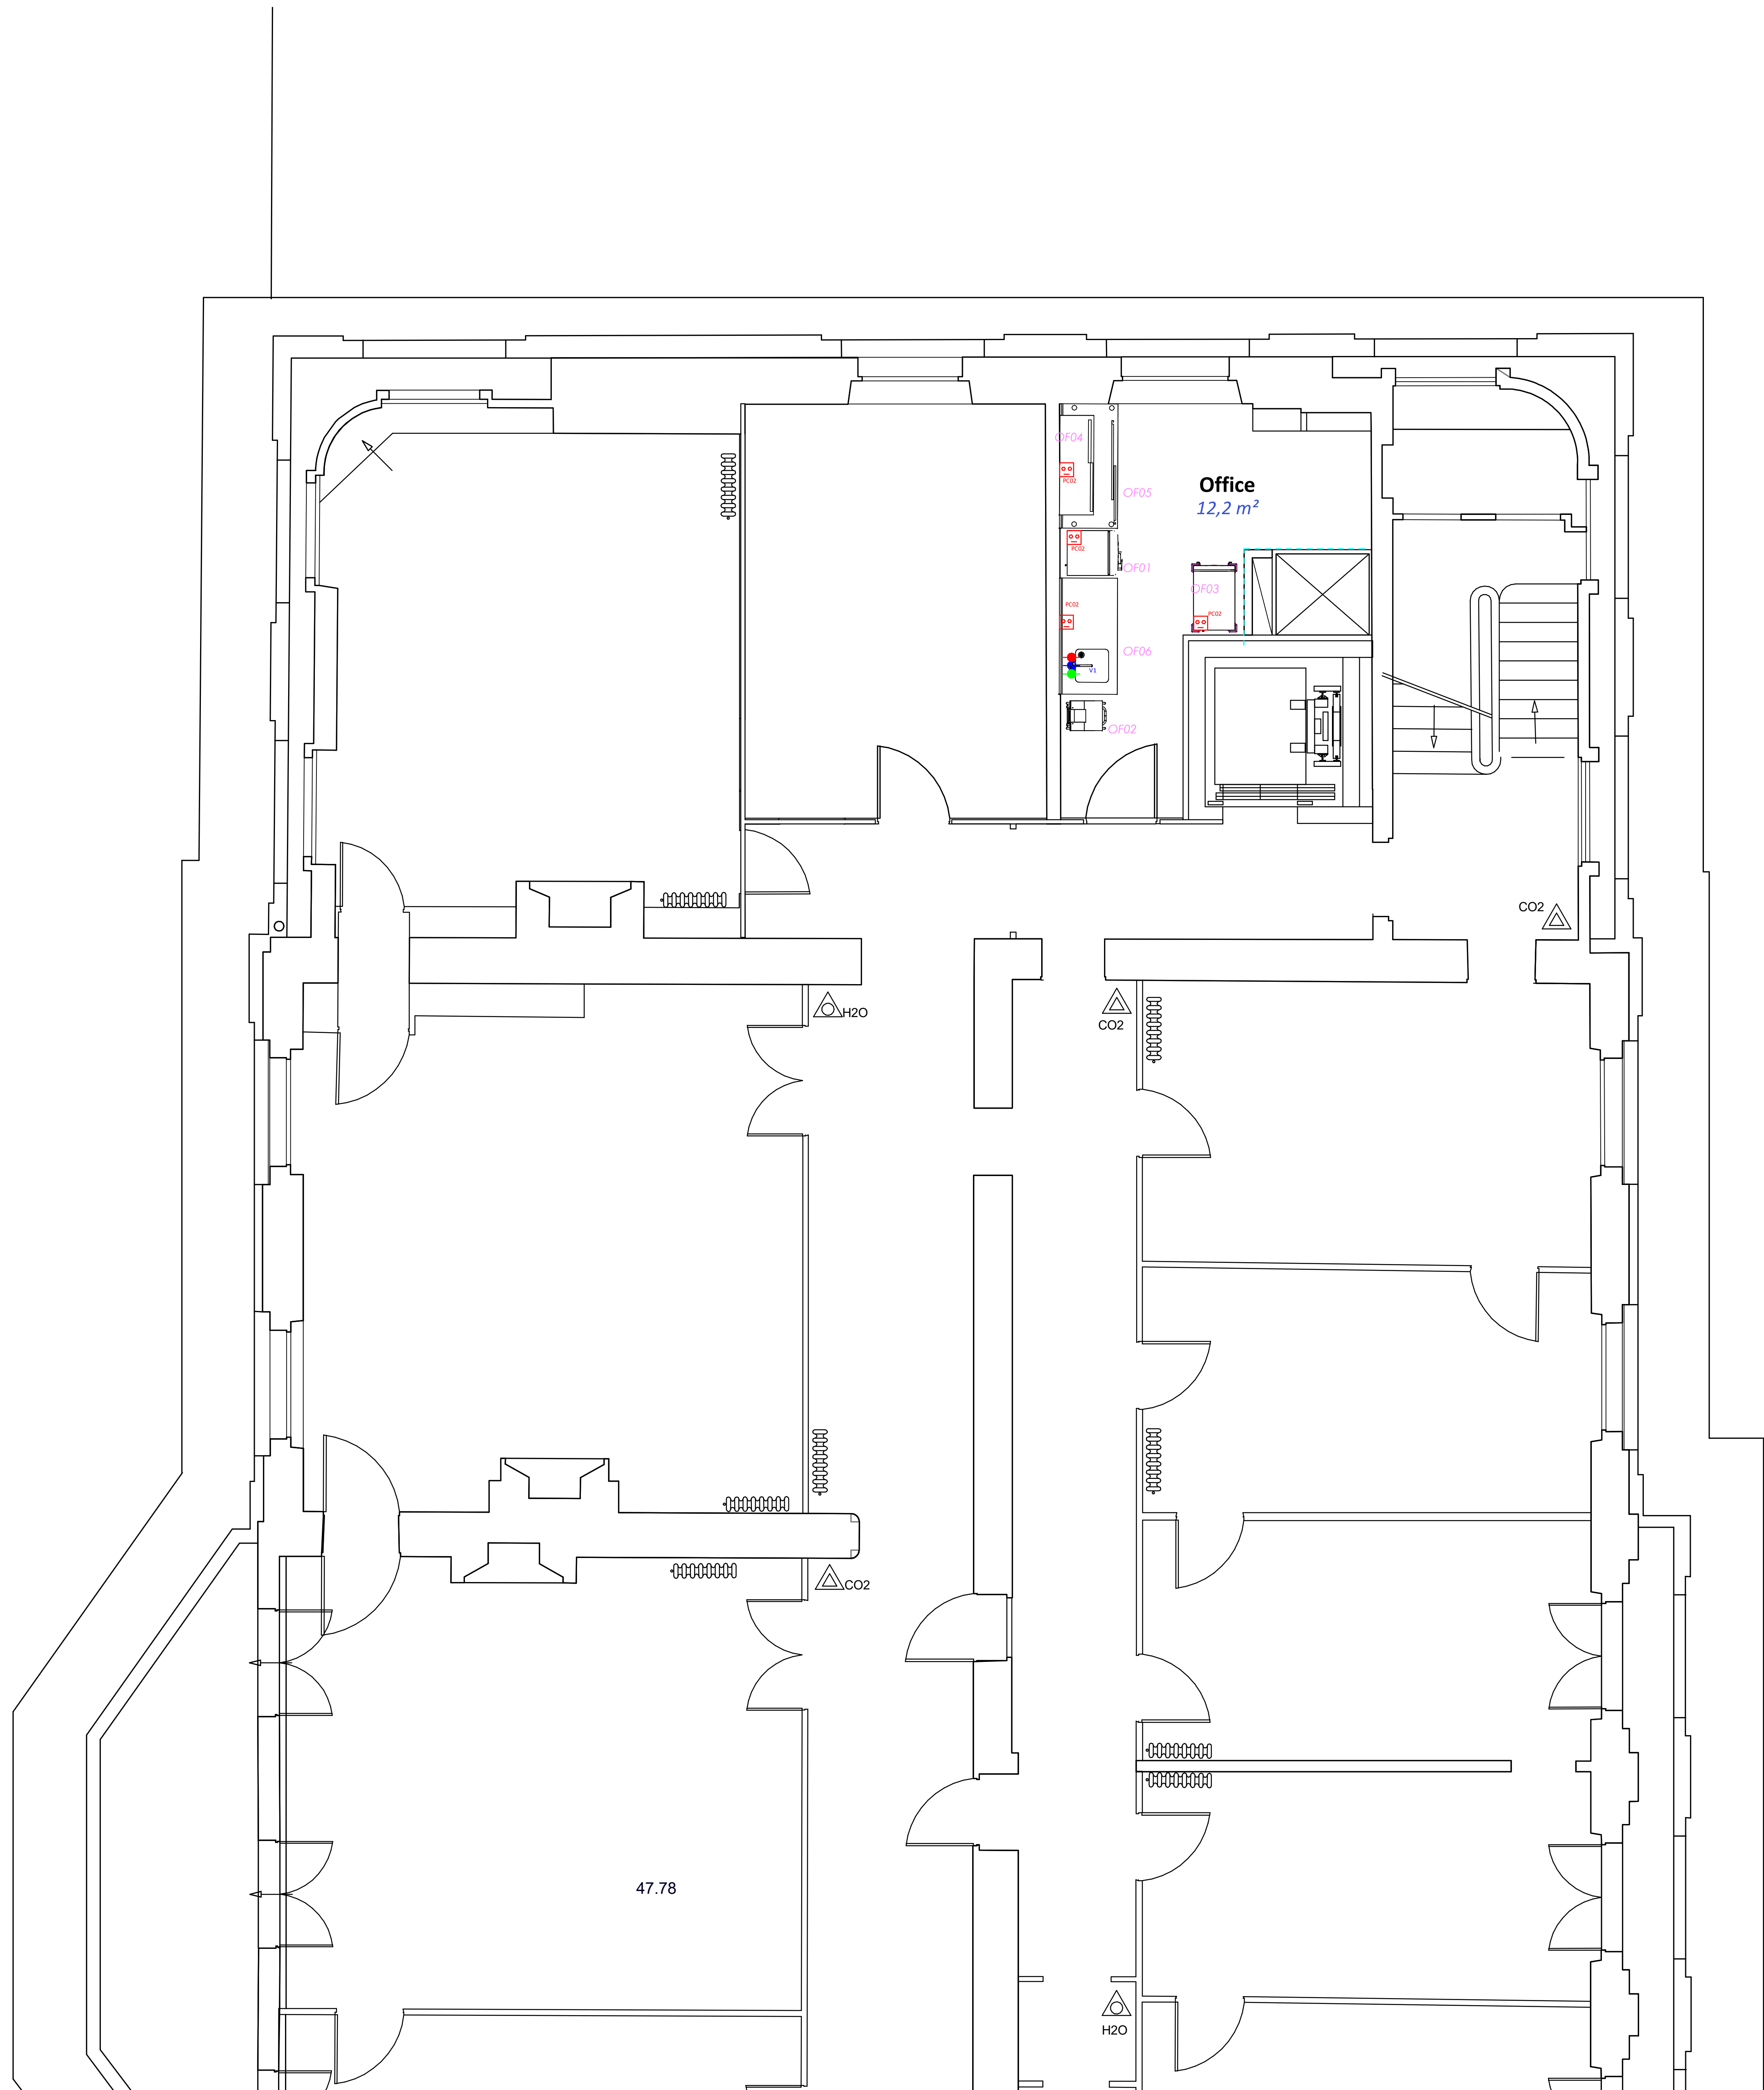 OF04
PC02
OF05
Office
12,2 m²
PC02
OF01
OF03
PC02
PC02
OF06
V1
OF02
CO2
H2O
CO2
CO2
47.78
H2O